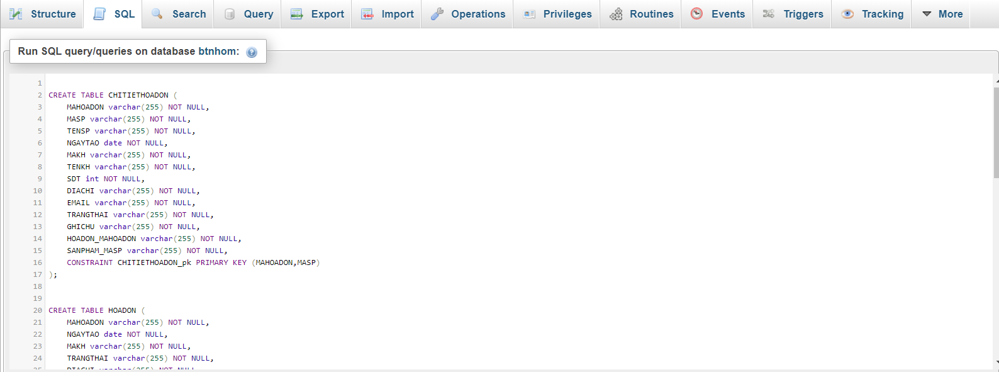 Structure SQL Search Query Export Import Operations Privileges Routines Events Triggers Tracking More
Run SQL query/queries on database btnhom:
1
2 CREATE TABLE CHITIETHOADON (
3 MAHOADON varchar(255) NOT NULL,
4 MASP varchar(255) NOT NULL,
5 TENSP varchar(255) NOT NULL,
6 NGAYTAO date NOT NULL,
7 MAKH varchar(255) NOT NULL,
8 TENKH varchar(255) NOT NULL,
9 SDT int NOT NULL,
10 DIACHI varchar(255) NOT NULL,
11 EMAIL varchar(255) NOT NULL,
12 TRANGTHAI varchar(255) NOT NULL,
13 GHICHU varchar(255) NOT NULL,
14 HOADON_MAHOADON varchar(255) NOT NULL,
15 SANPHAM_MASP varchar(255) NOT NULL,
16 CONSTRAINT CHITIETHOADON_pk PRIMARY KEY (MAHOADON,MASP)
17 );
18
19
20 CREATE TABLE HOADON (
21 MAHOADON varchar(255) NOT NULL,
22 NGAYTAO date NOT NULL,
23 MAKH varchar(255) NOT NULL,
24 TRANGTHAI varchar(255) NOT NULL,
25 DIACHI varchar(255) NOT NULL